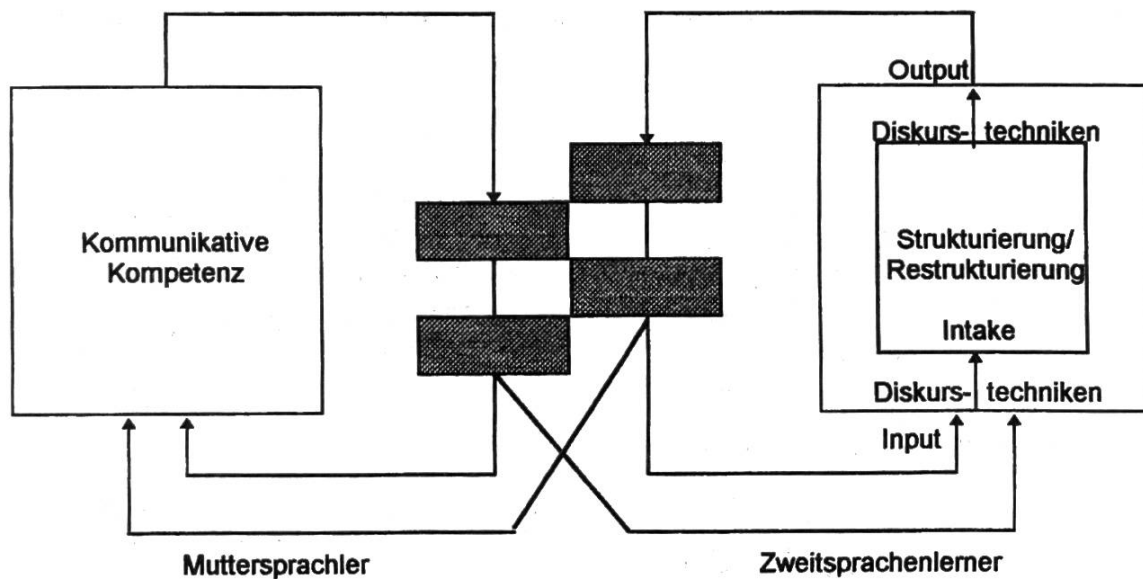 Output
Diskurs- techniken
Kommunikative
Kompetenz
Strukturierung/
Restrukturierung
Intake
Diskurs- techniken
Input
Muttersprachler
Zweitsprachenlerner